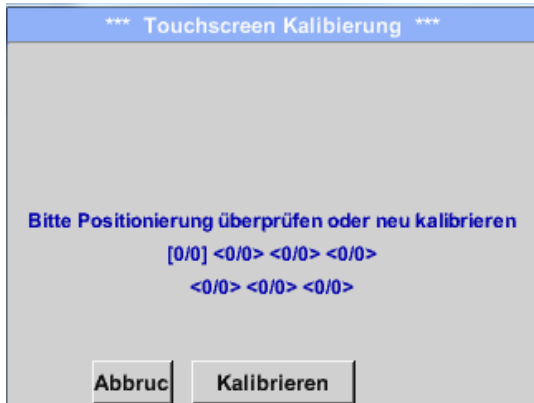 *** Touchscreen Kalibierung ***
Bitte Positionierung überprüfen oder neu kalibrieren
[0/0] <0/0> <0/0> <0/0>
<0/0> <0/0> <0/0>
Abbruc Kalibrieren